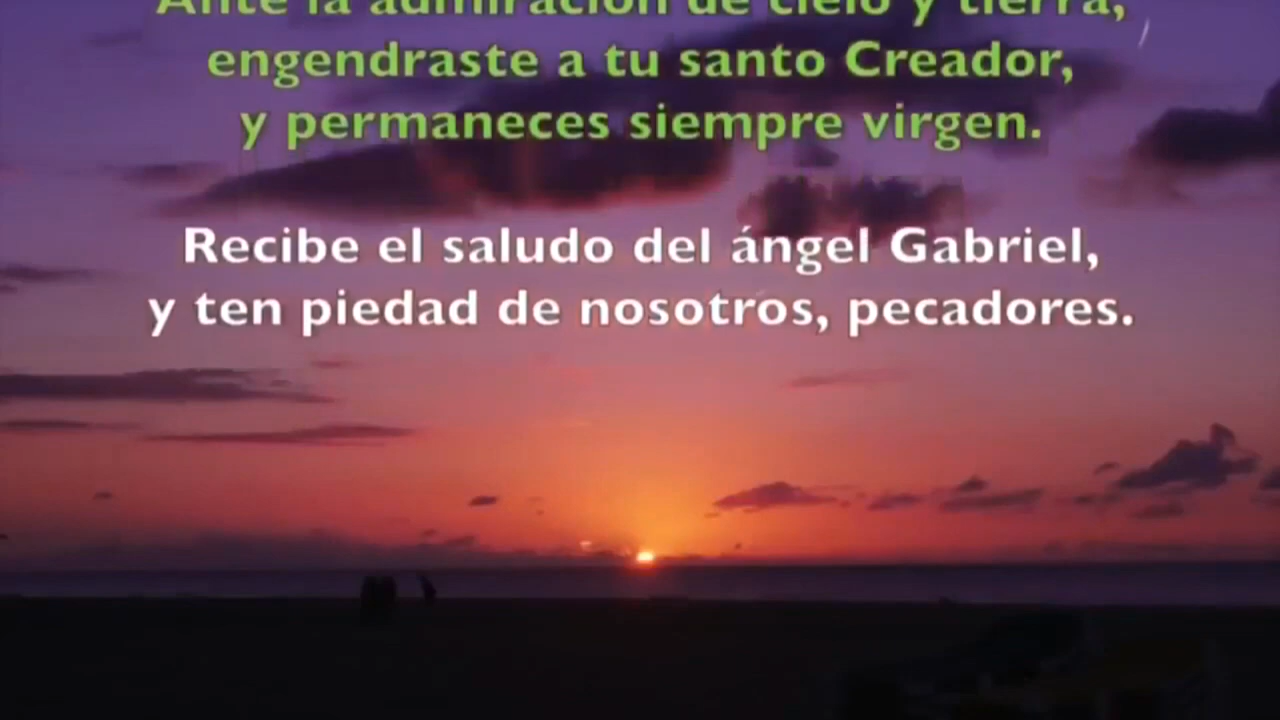 Ante la admiración de cielo y tierra,
engendraste a tu santo Creador,
y permaneces siempre virgen.
Recibe el saludo del ángel Gabriel,
y ten piedad de nosotros, pecadores.